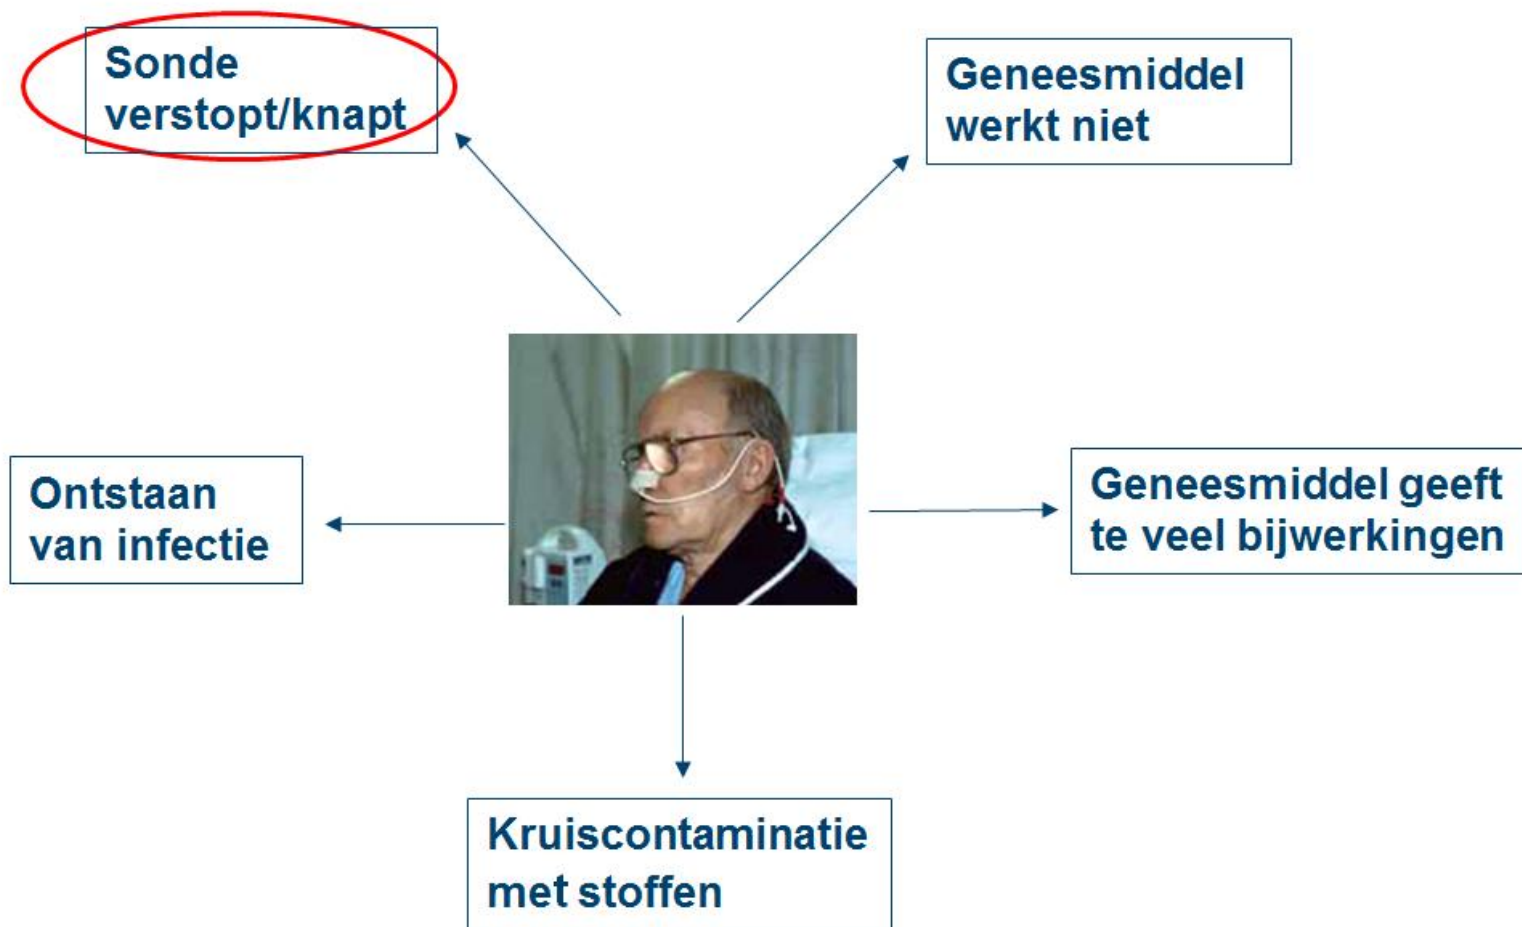 Sonde
verstopt/knapt
Geneesmiddel
werkt niet
Ontstaan
van infectie
Geneesmiddel geeft
te veel bijwerkingen
Kruiscontaminatie
met stoffen